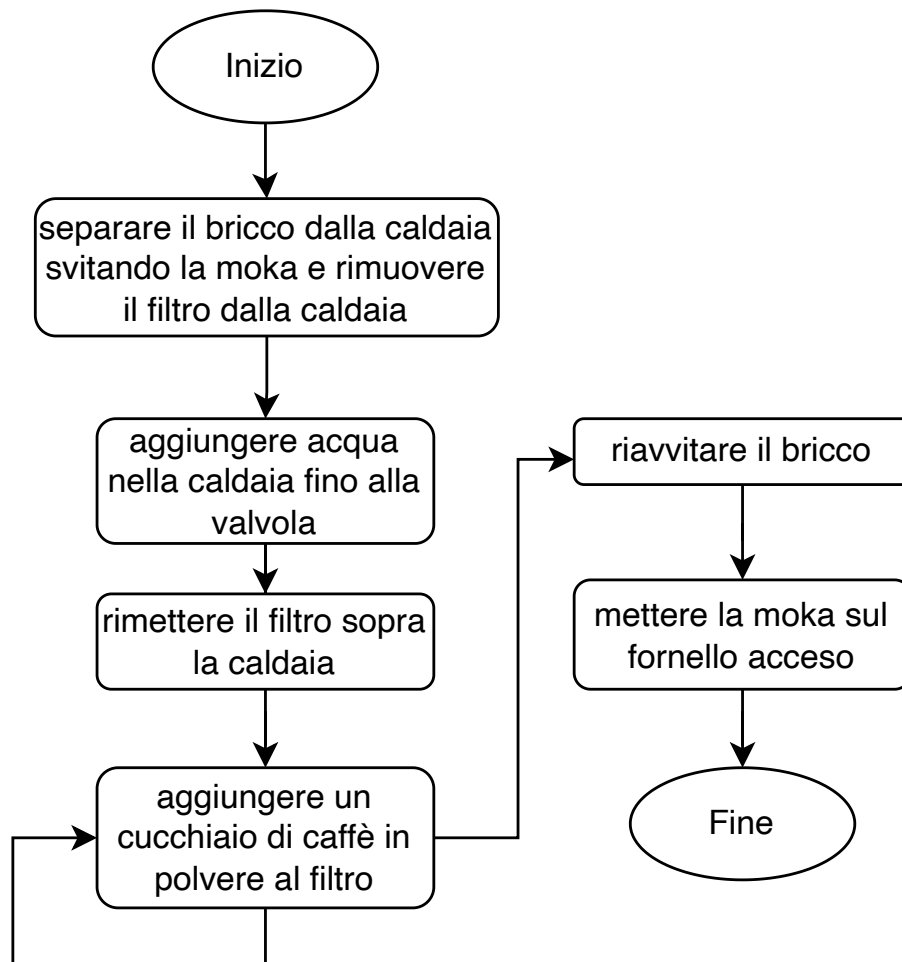 Inizio
separare il bricco dalla caldaia
svitando la moka e rimuovere
il filtro dalla caldaia
aggiungere acqua
nella caldaia fino alla
valvola
rimettere il filtro sopra
la caldaia
aggiungere un
cucchiaio di caffè in
polvere al filtro
riavvitare il bricco
mettere la moka sul
fornello acceso
Fine